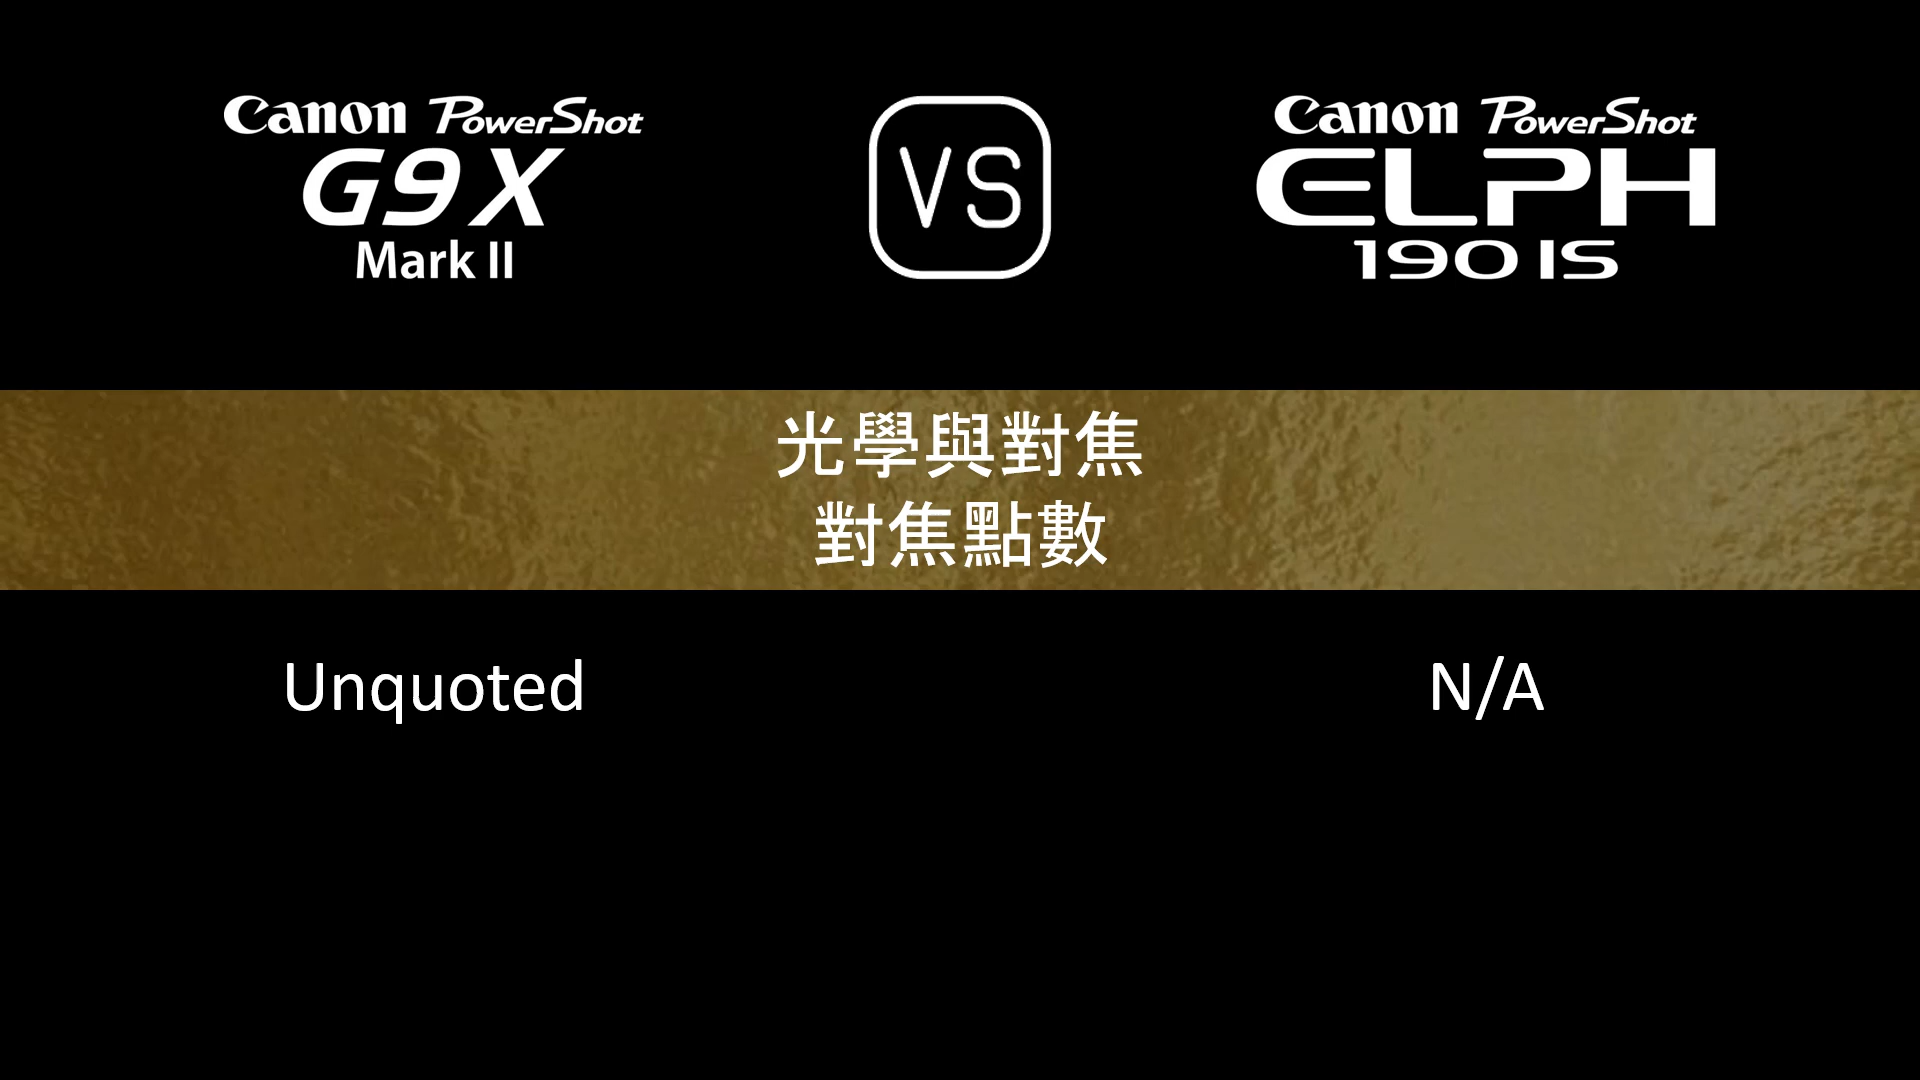 Canon PowerShot
G9 X
Mark II
VS
Canon PowerShot
ELPH
190 IS
光學與對焦
對焦點數
Unquoted
N/A